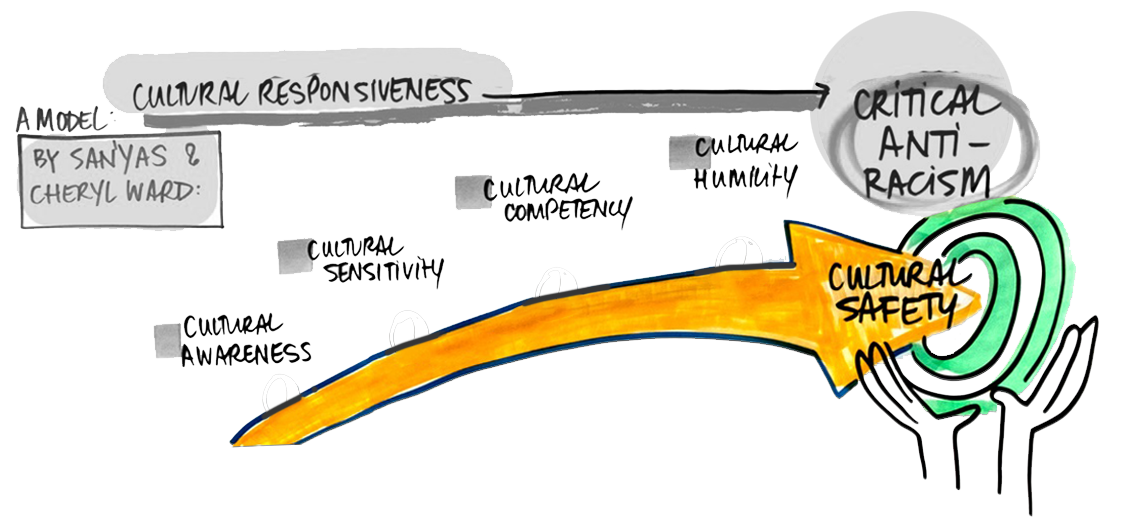 CULTURAL RESPONSIVENESS
A MODEL:
BY SAN'YAS &
CHERYL WARD:
CRITICAL
ANTI-
RACISM
CULTURAL
HUMILITY
CULTURAL
COMPETENCY
CULTURAL
SENSITIVITY
CULTURAL
AWARENESS
CULTURAL
SAFETY